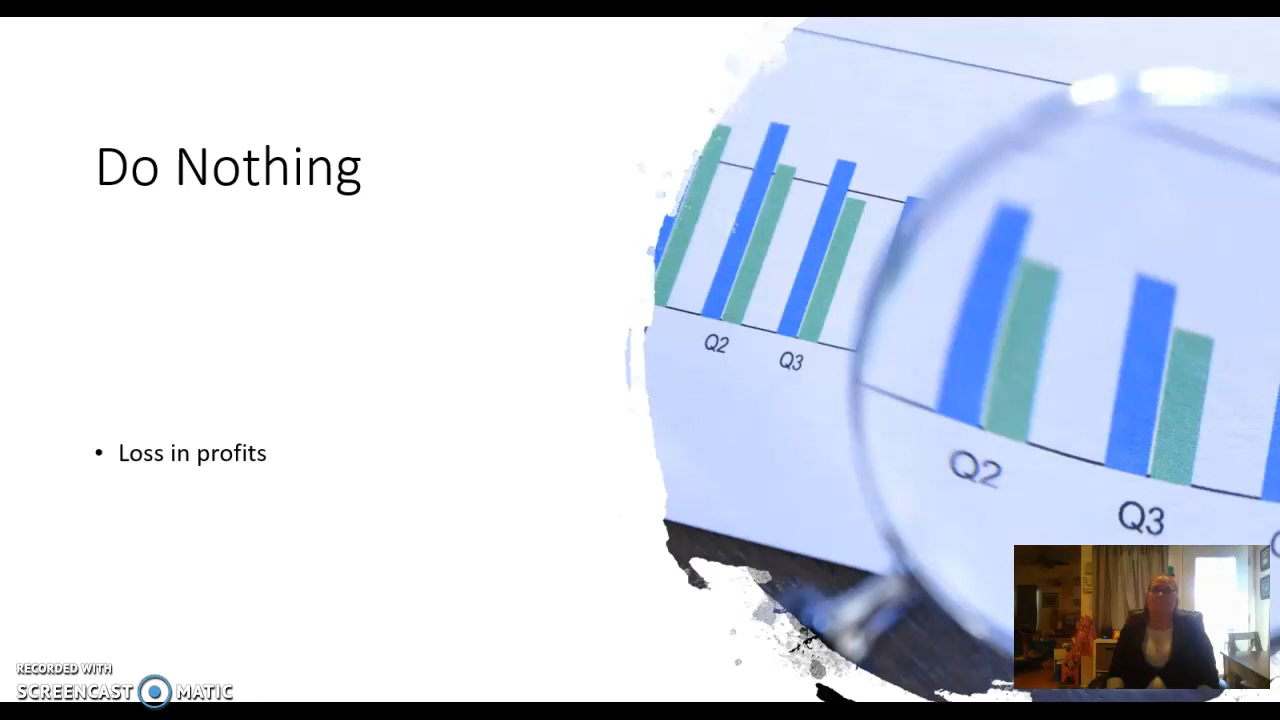 Do Nothing
Q2
Q3
Q2
Q3
• Loss in profits
RECORDED WITH
SCREENCAST MATIC